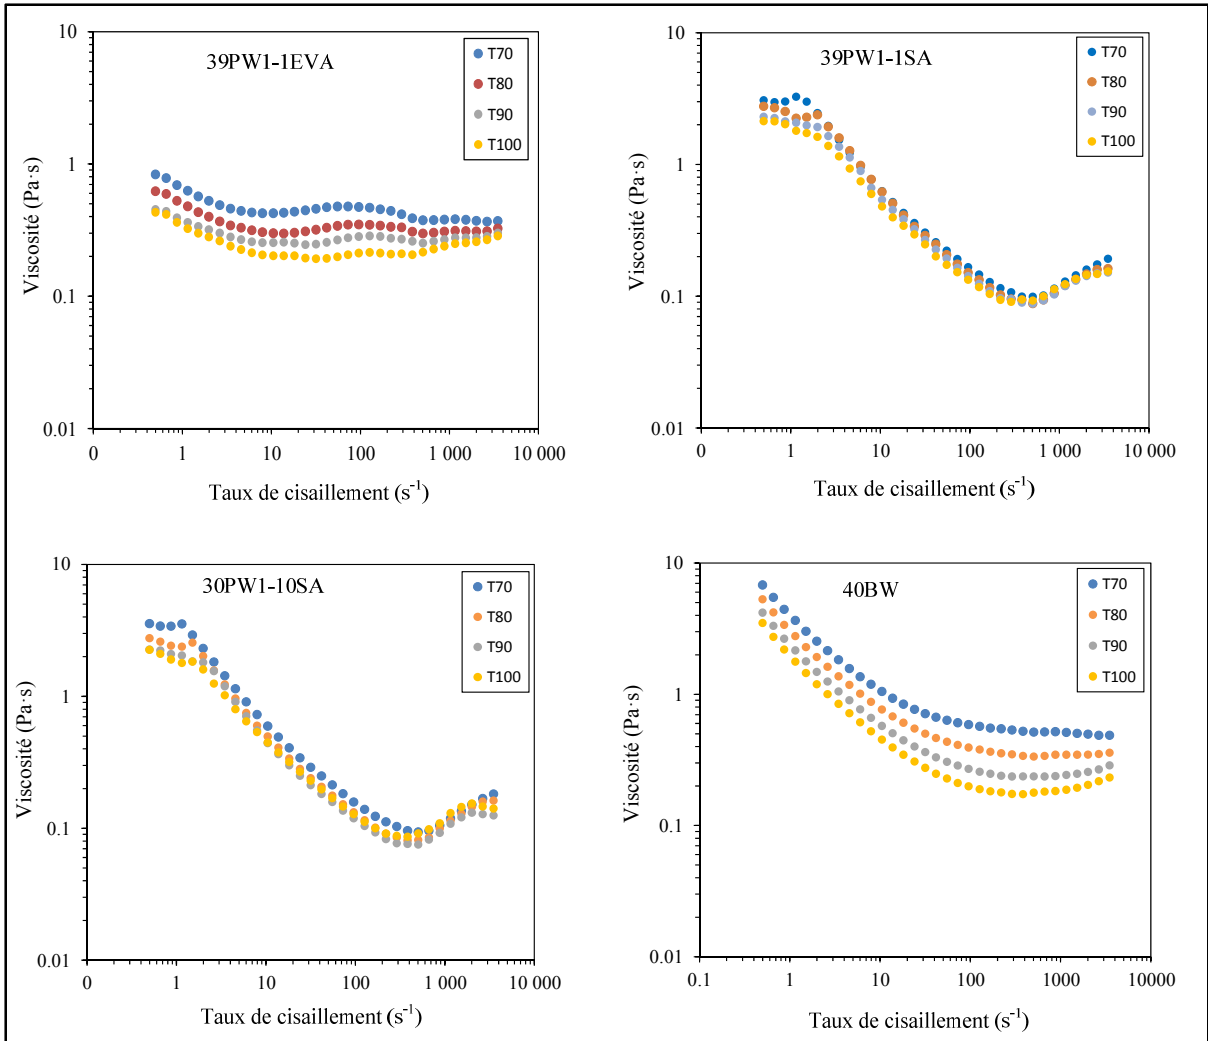 39PW1-1EVA
T70
T80
T90
T100
10
1
0.1
0.01
0
1
10
100
1 000
10 000
Viscosité (Pa·s)
Taux de cisaillement (s⁻¹)
39PW1-1SA
T70
T80
T90
T100
10
1
0.1
0.01
0
1
10
100
1 000
10 000
Viscosité (Pa·s)
Taux de cisaillement (s⁻¹)
30PW1-10SA
T70
T80
T90
T100
10
1
0.1
0.01
0
1
10
100
1 000
10 000
Viscosité (Pa·s)
Taux de cisaillement (s⁻¹)
40BW
T70
T80
T90
T100
10
1
0.1
0.01
0.1
1
10
100
1000
10000
Viscosité (Pa·s)
Taux de cisaillement (s⁻¹)